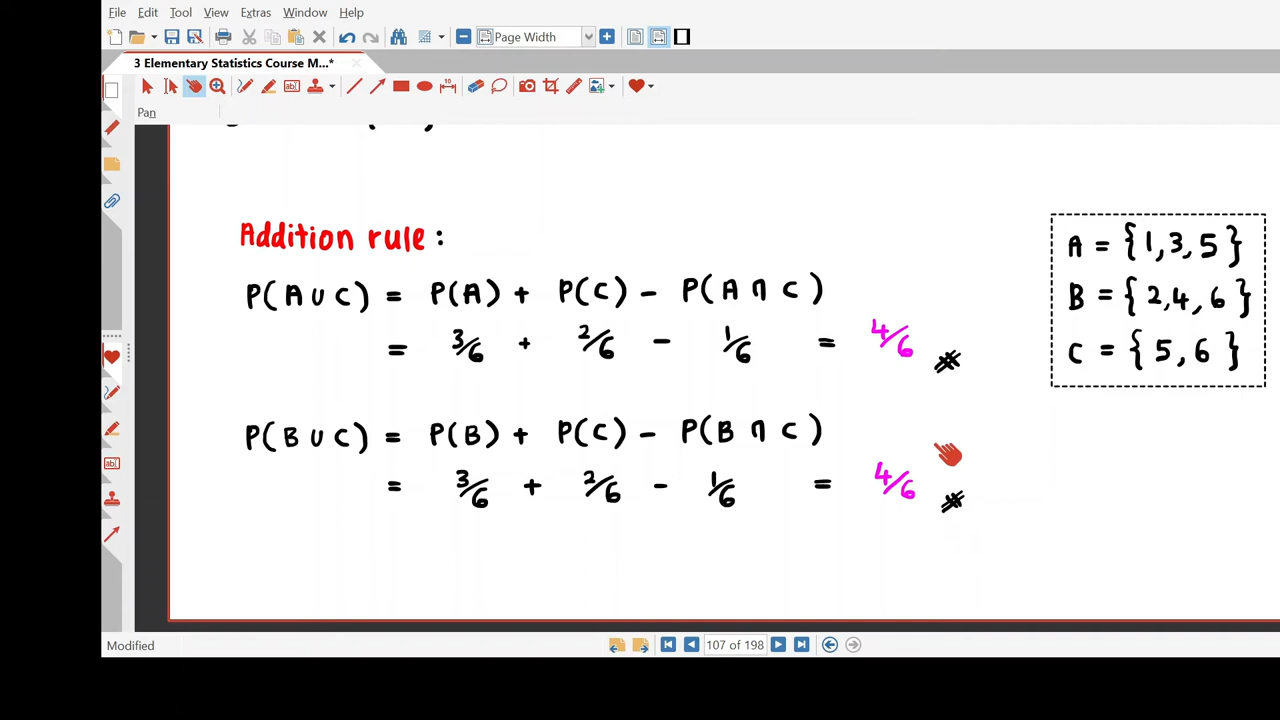 File Edit Tool View Extras Window Help
Page Width
3 Elementary Statistics Course M...*
Pan
Addition rule :
P(A ∪ C) = P(A) + P(C) − P(A ∩ C)
= 3/6 + 2/6 − 1/6 = 4/6
P(B ∪ C) = P(B) + P(C) − P(B ∩ C)
= 3/6 + 2/6 − 1/6 = 4/6
A = {1, 3, 5}
B = {2, 4, 6}
C = {5, 6}
Modified
107 of 198